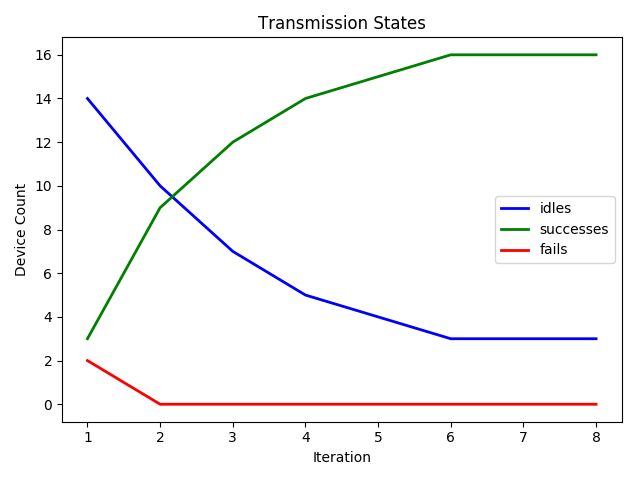 Transmission States
Device Count
16
14
12
10
8
6
4
2
0
idles
successes
fails
1 2 3 4 5 6 7 8
Iteration